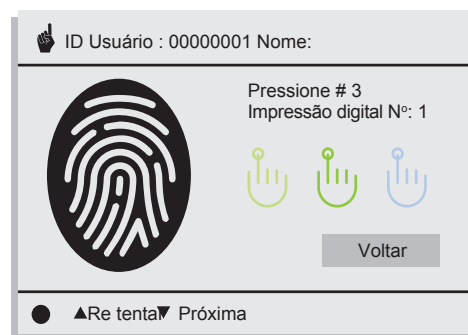 ID Usuário : 00000001 Nome:
Pressione # 3
Impressão digital Nº: 1
Voltar
▲Re tenta▼ Próxima